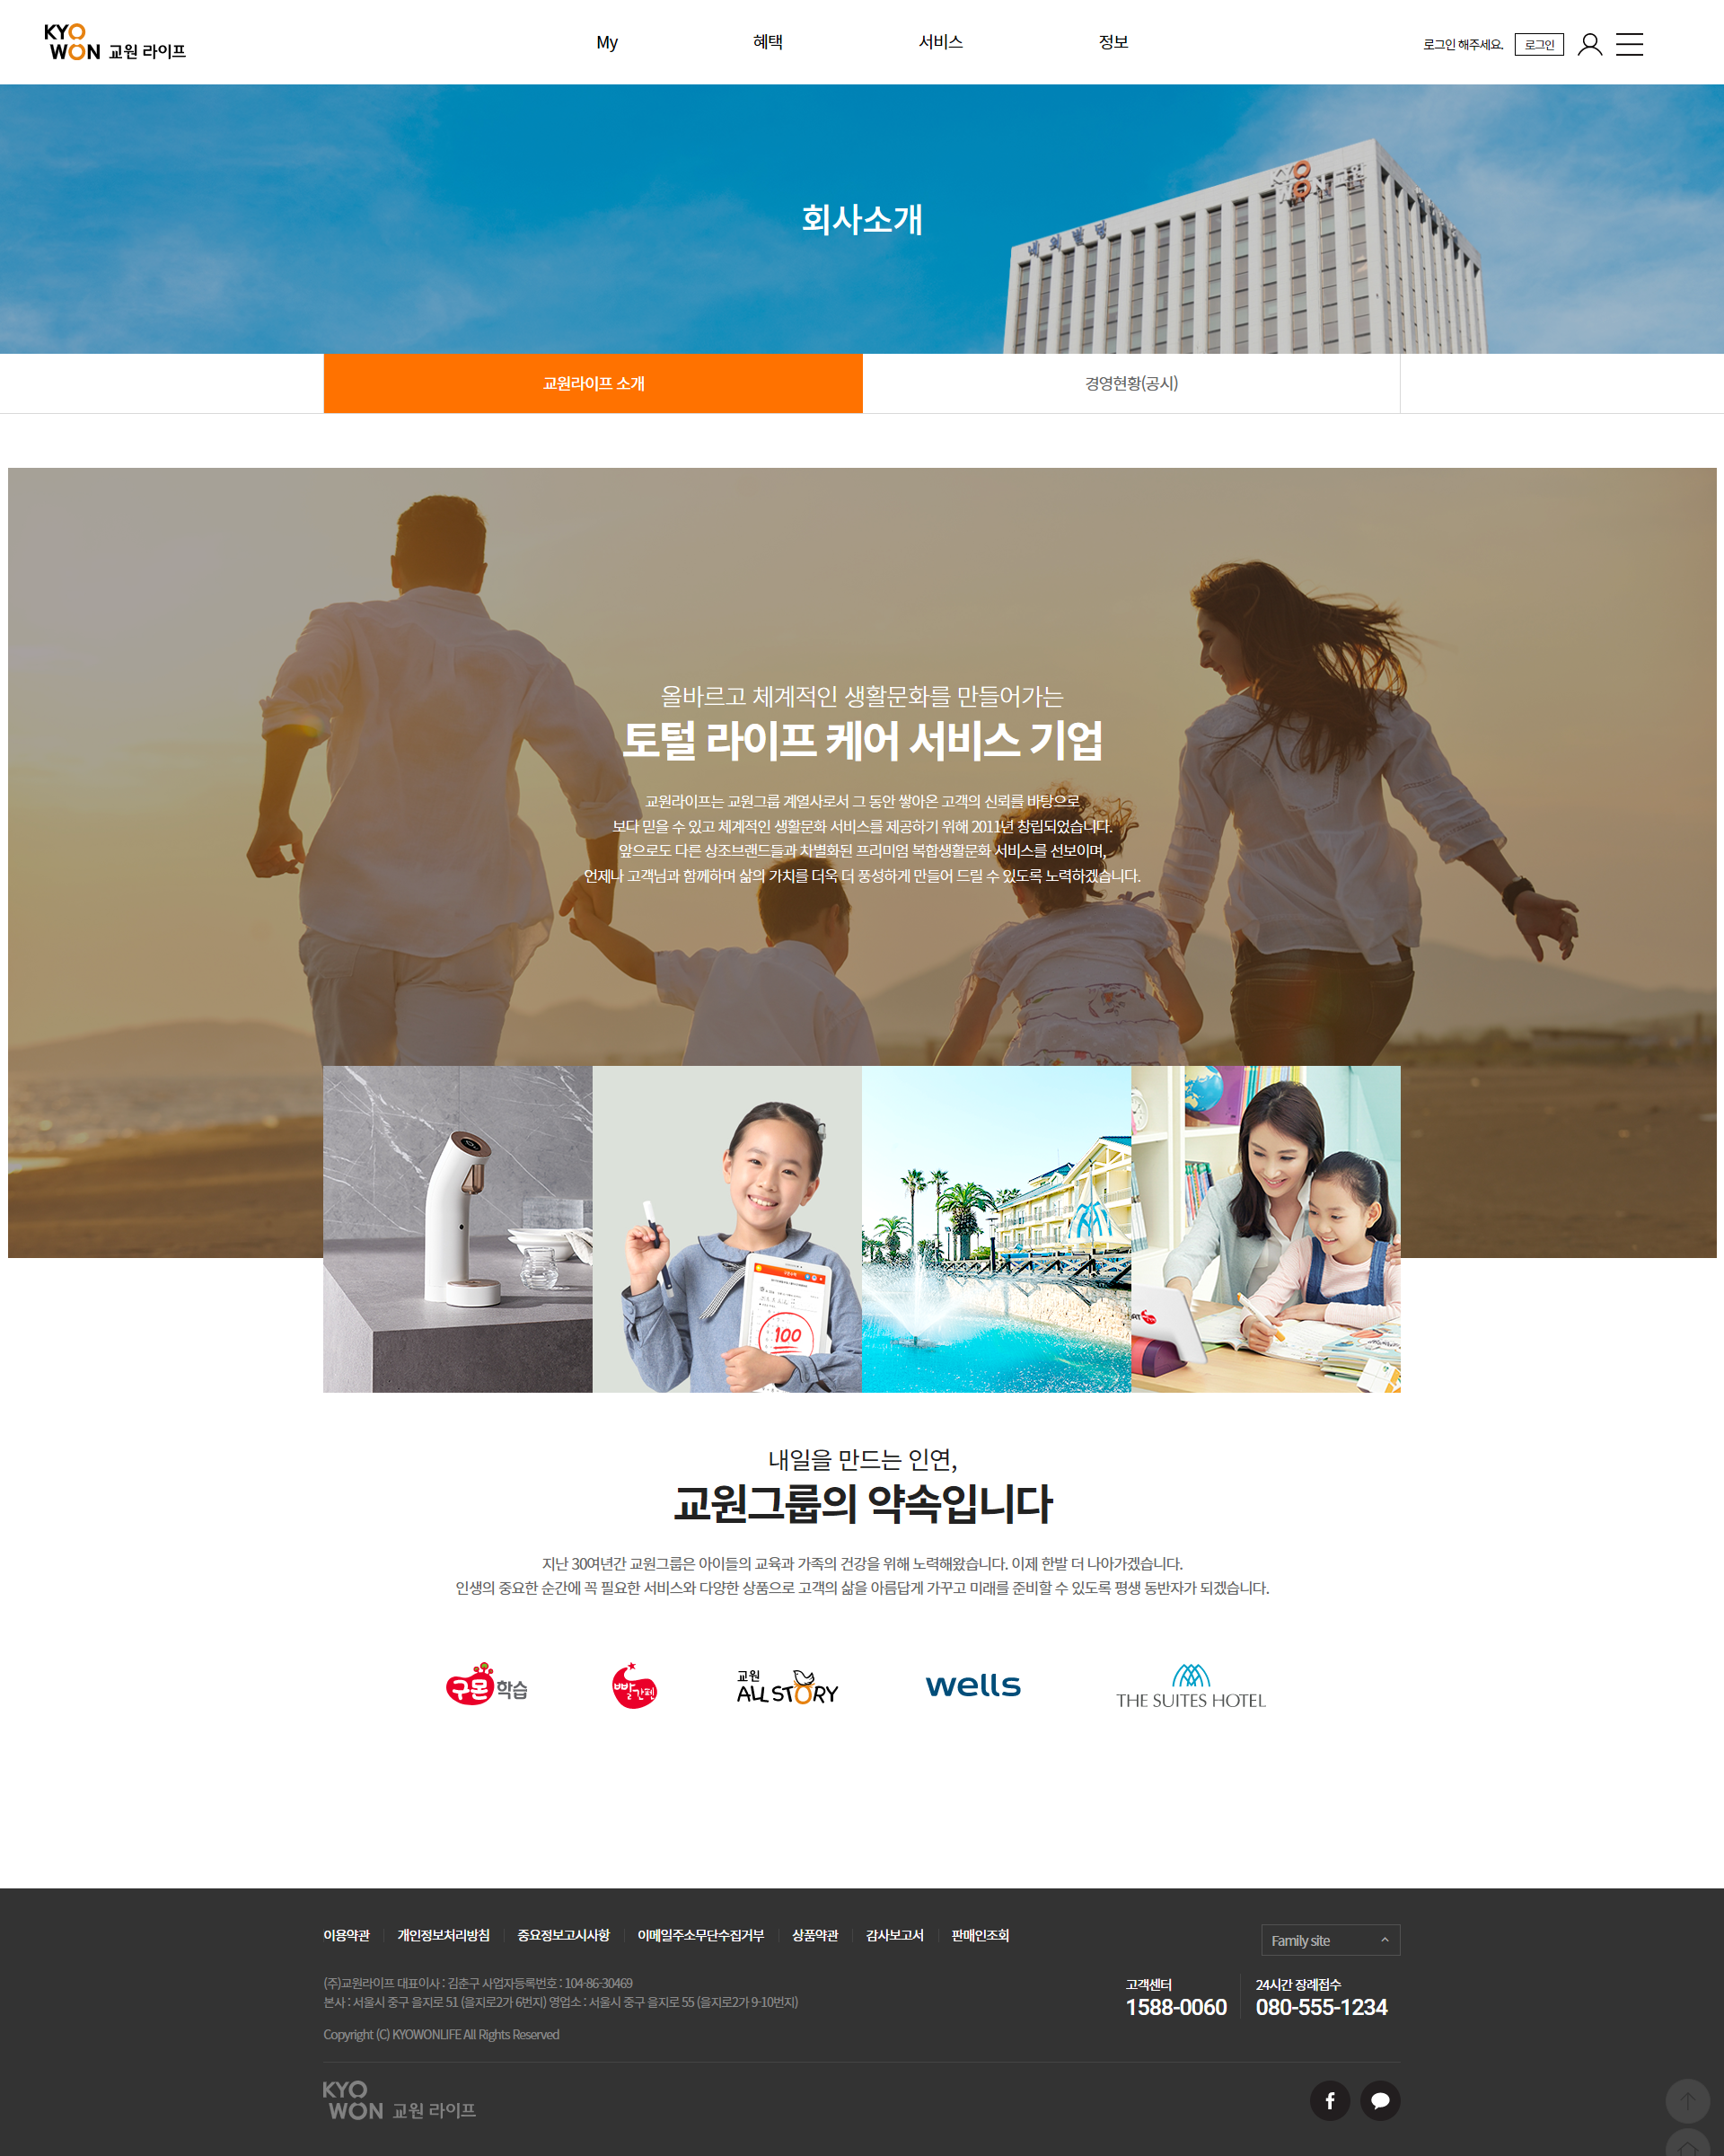 KYO
WON 교원 라이프
My
혜택
서비스
정보
로그인 해주세요.
로그인
회사소개
KYO
WON 교원
내외빌딩
교원라이프 소개
경영현황(공시)
올바르고 체계적인 생활문화를 만들어가는
토털 라이프 케어 서비스 기업
교원라이프는 교원그룹 계열사로서 그 동안 쌓아온 고객의 신뢰를 바탕으로
보다 믿을 수 있고 체계적인 생활문화 서비스를 제공하기 위해 2011년 창립되었습니다.
앞으로도 다른 상조브랜드들과 차별화된 프리미엄 복합생활문화 서비스를 선보이며,
언제나 고객님과 함께하며 삶의 가치를 더욱 더 풍성하게 만들어 드릴 수 있도록 노력하겠습니다.
100
내일을 만드는 인연,
교원그룹의 약속입니다
지난 30여년간 교원그룹은 아이들의 교육과 가족의 건강을 위해 노력해왔습니다. 이제 한발 더 나아가겠습니다.
인생의 중요한 순간에 꼭 필요한 서비스와 다양한 상품으로 고객의 삶을 아름답게 가꾸고 미래를 준비할 수 있도록 평생 동반자가 되겠습니다.
구몬학습
빨간펜
교원
ALL STORY
wells
THE SUITES HOTEL
이용약관
개인정보처리방침
중요정보고시사항
이메일주소무단수집거부
상품약관
감사보고서
판매인조회
Family site
(주)교원라이프 대표이사 : 김춘구 사업자등록번호 : 104-86-30469
본사 : 서울시 중구 을지로 51 (을지로2가 6번지) 영업소 : 서울시 중구 을지로 55 (을지로2가 9-10번지)
고객센터
1588-0060
24시간 장례접수
080-555-1234
Copyright (C) KYOWONLIFE All Rights Reserved
KYO
WON 교원 라이프